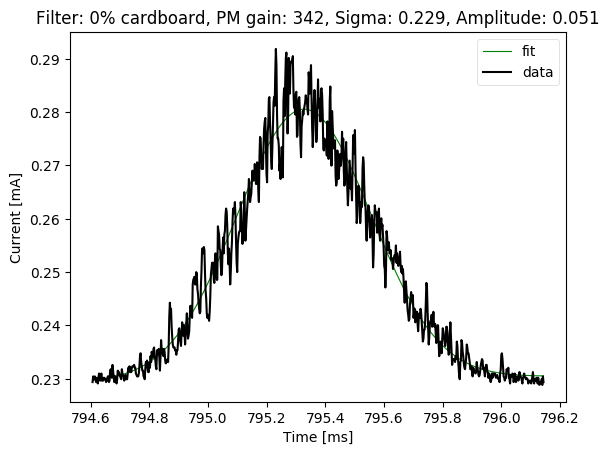 Filter: 0% cardboard, PM gain: 342, Sigma: 0.229, Amplitude: 0.051
fit
data
0.29
0.28
0.27
0.26
0.25
0.24
0.23
Current [mA]
794.6 794.8 795.0 795.2 795.4 795.6 795.8 796.0 796.2
Time [ms]